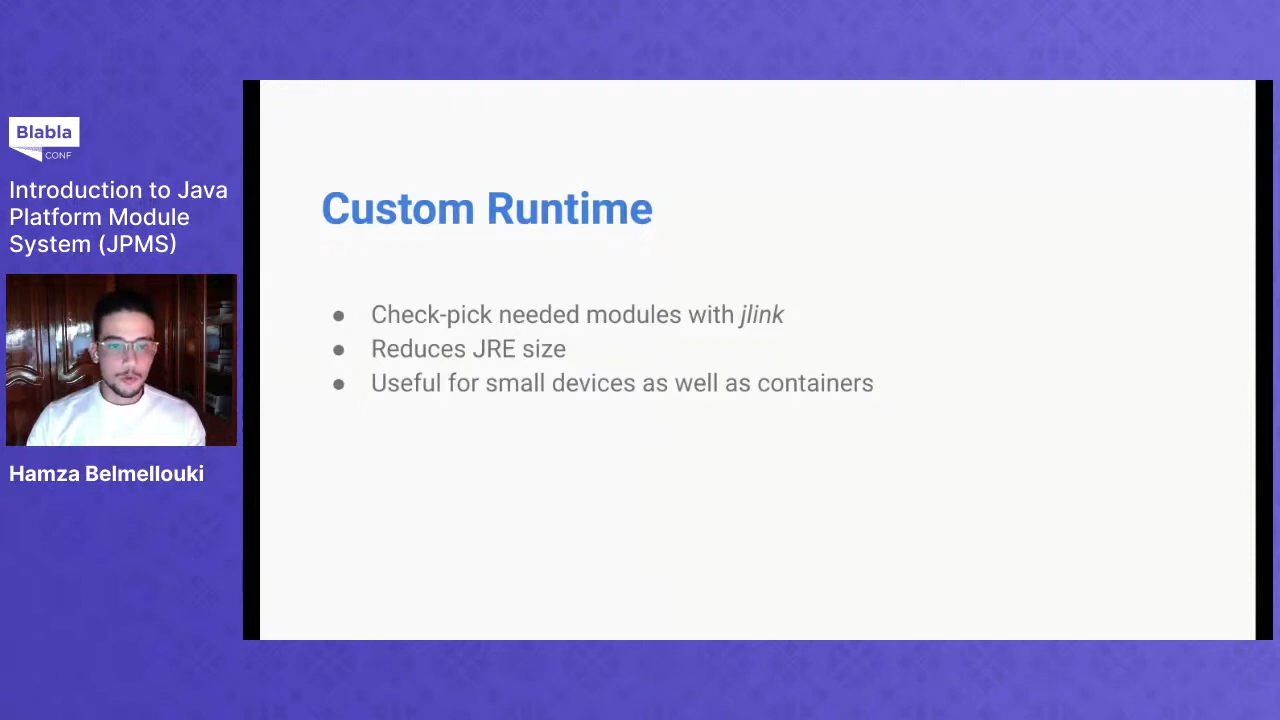 Blabla
CONF
Introduction to Java
Platform Module
System (JPMS)
Hamza Belmellouki
Custom Runtime
● Check-pick needed modules with jlink
● Reduces JRE size
● Useful for small devices as well as containers